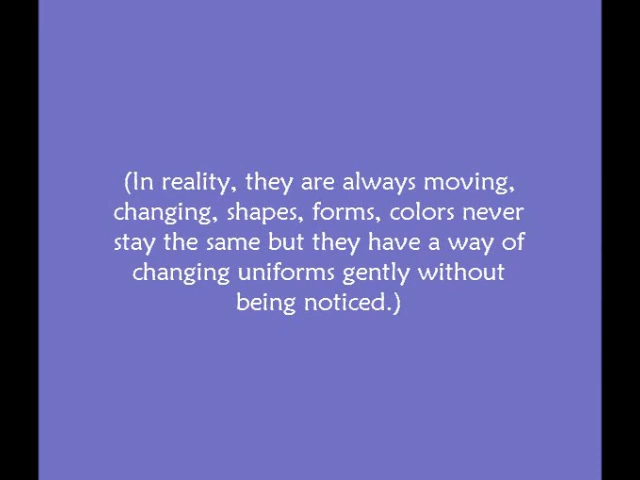 (In reality, they are always moving,
changing, shapes, forms, colors never
stay the same but they have a way of
changing uniforms gently without
being noticed.)